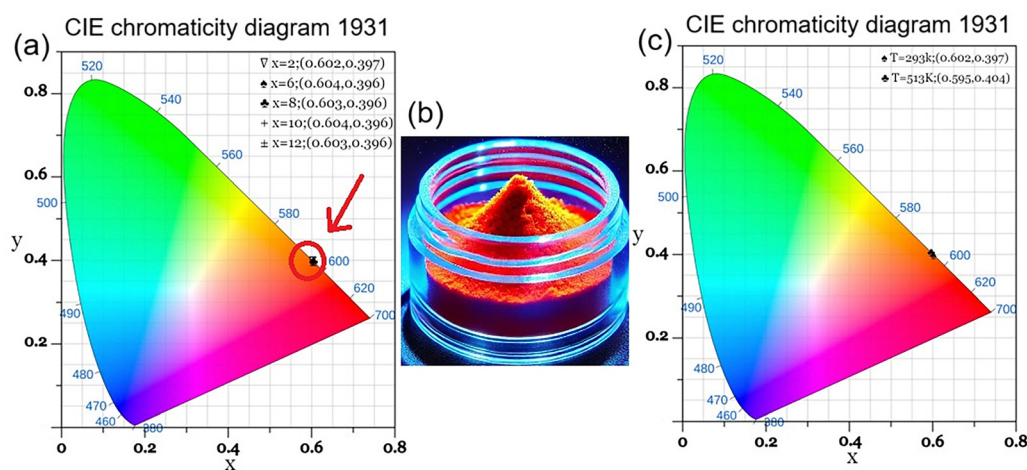 CIE chromaticity diagram 1931
(a)
∇ x=2;(0.602,0.397)
♠ x=6;(0.604,0.396)
♣ x=8;(0.603,0.396)
+ x=10;(0.604,0.396)
± x=12;(0.603,0.396)
520
540
560
580
600
620
700
500
490
480
470
460
380
0.8
0.6
0.4
0.2
y
0
0.2
0.4
0.6
0.8
x
(b)
CIE chromaticity diagram 1931
(c)
♠ T=293k;(0.602,0.397)
♣ T=513K;(0.595,0.404)
520
540
560
580
600
620
700
500
490
480
470
460
380
0.8
0.6
0.4
0.2
y
0
0.2
0.4
0.6
0.8
x